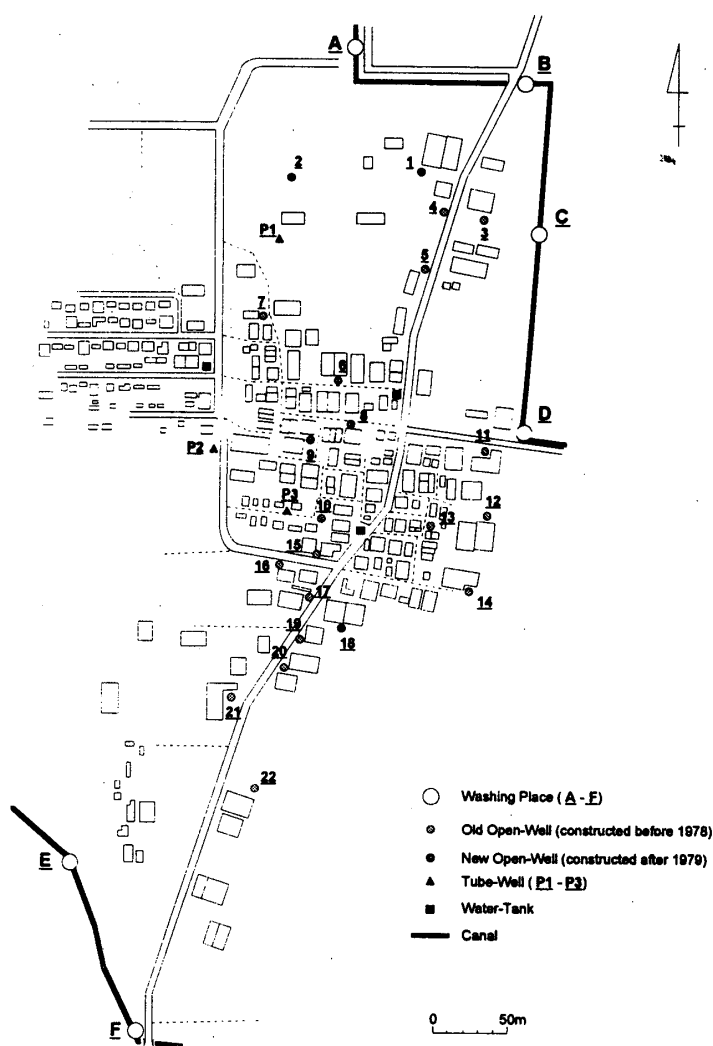 A
B
2
1
4
3
C
P1
5
7
6
8
D
P2
9
11
P3
10
12
13
15
16
14
17
19
18
20
21
22
E
F
Washing Place ( A - F)
Old Open-Well (constructed before 1978)
New Open-Well (constructed after 1979)
Tube-Well ( P1 - P3)
Water-Tank
Canal
0 50m